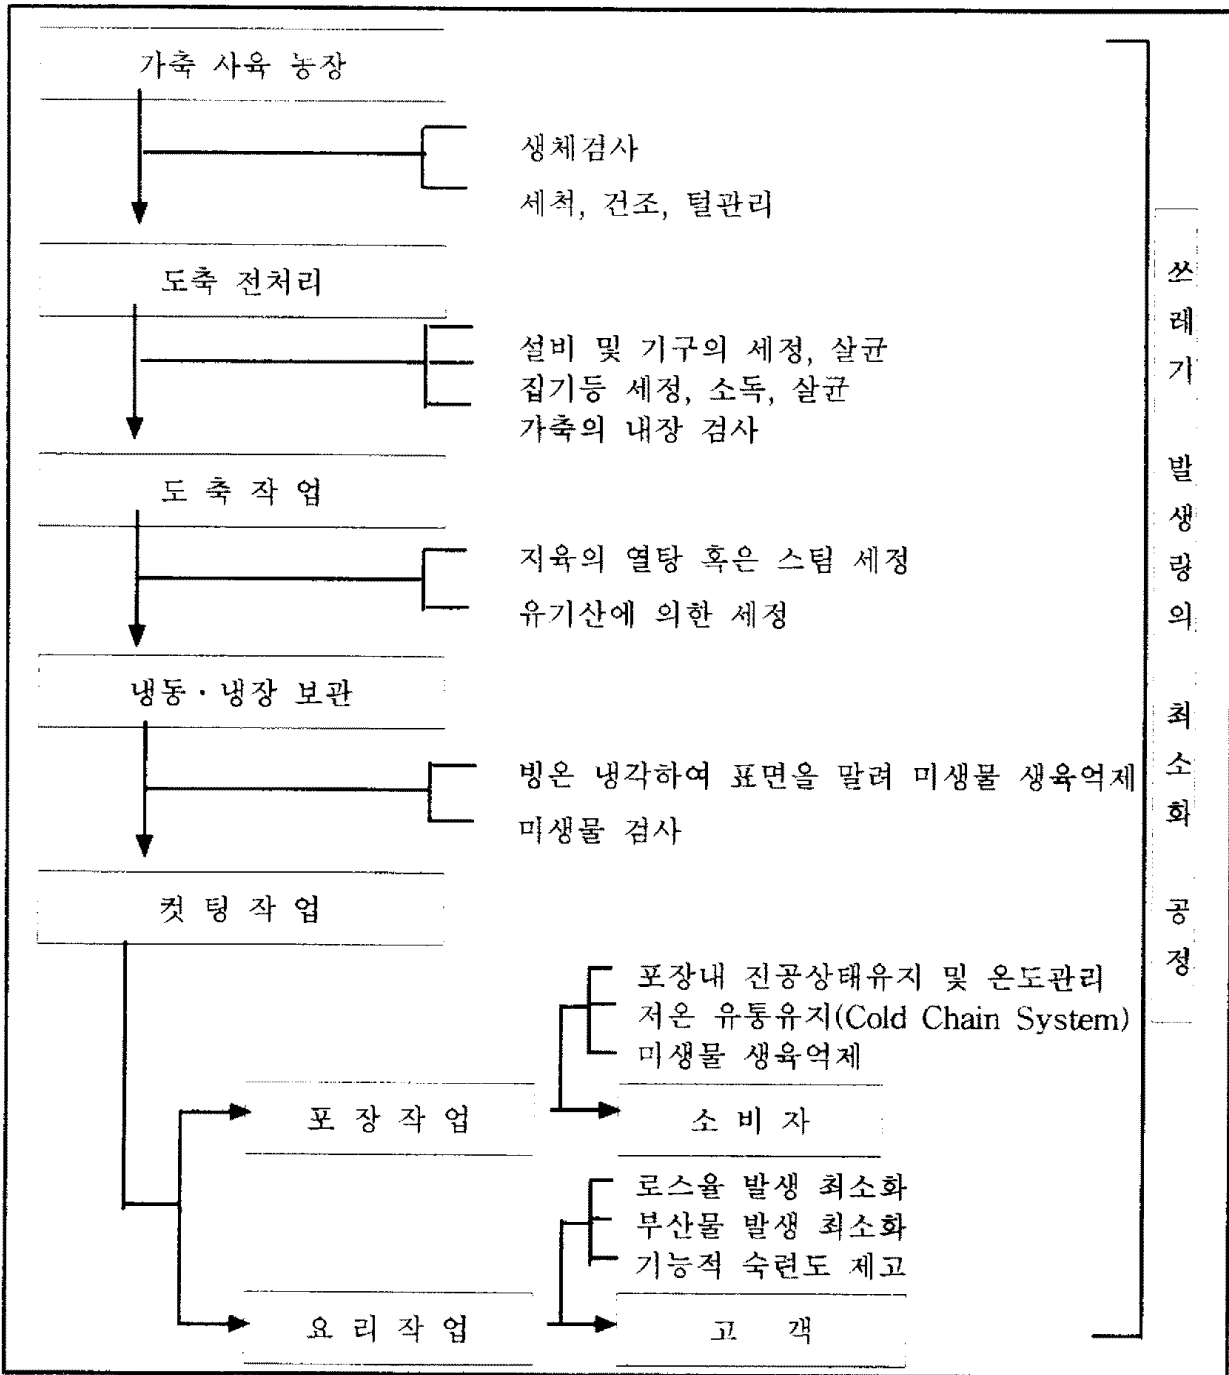 가축 사육 농장
생체검사
세척, 건조, 털관리
도축 전처리
설비 및 기구의 세정, 살균
집기등 세정, 소독, 살균
가축의 내장 검사
도 축 작 업
지육의 열탕 혹은 스팀 세정
유기산에 의한 세정
냉동·냉장 보관
빙온 냉각하여 표면을 말려 미생물 생육억제
미생물 검사
컷 팅 작 업
포장내 진공상태유지 및 온도관리
저온 유통유지(Cold Chain System)
미생물 생육억제
포 장 작 업
소 비 자
로스율 발생 최소화
부산물 발생 최소화
기능적 숙련도 제고
요 리 작 업
고 객
쓰레기 발생량의 최소화 공정